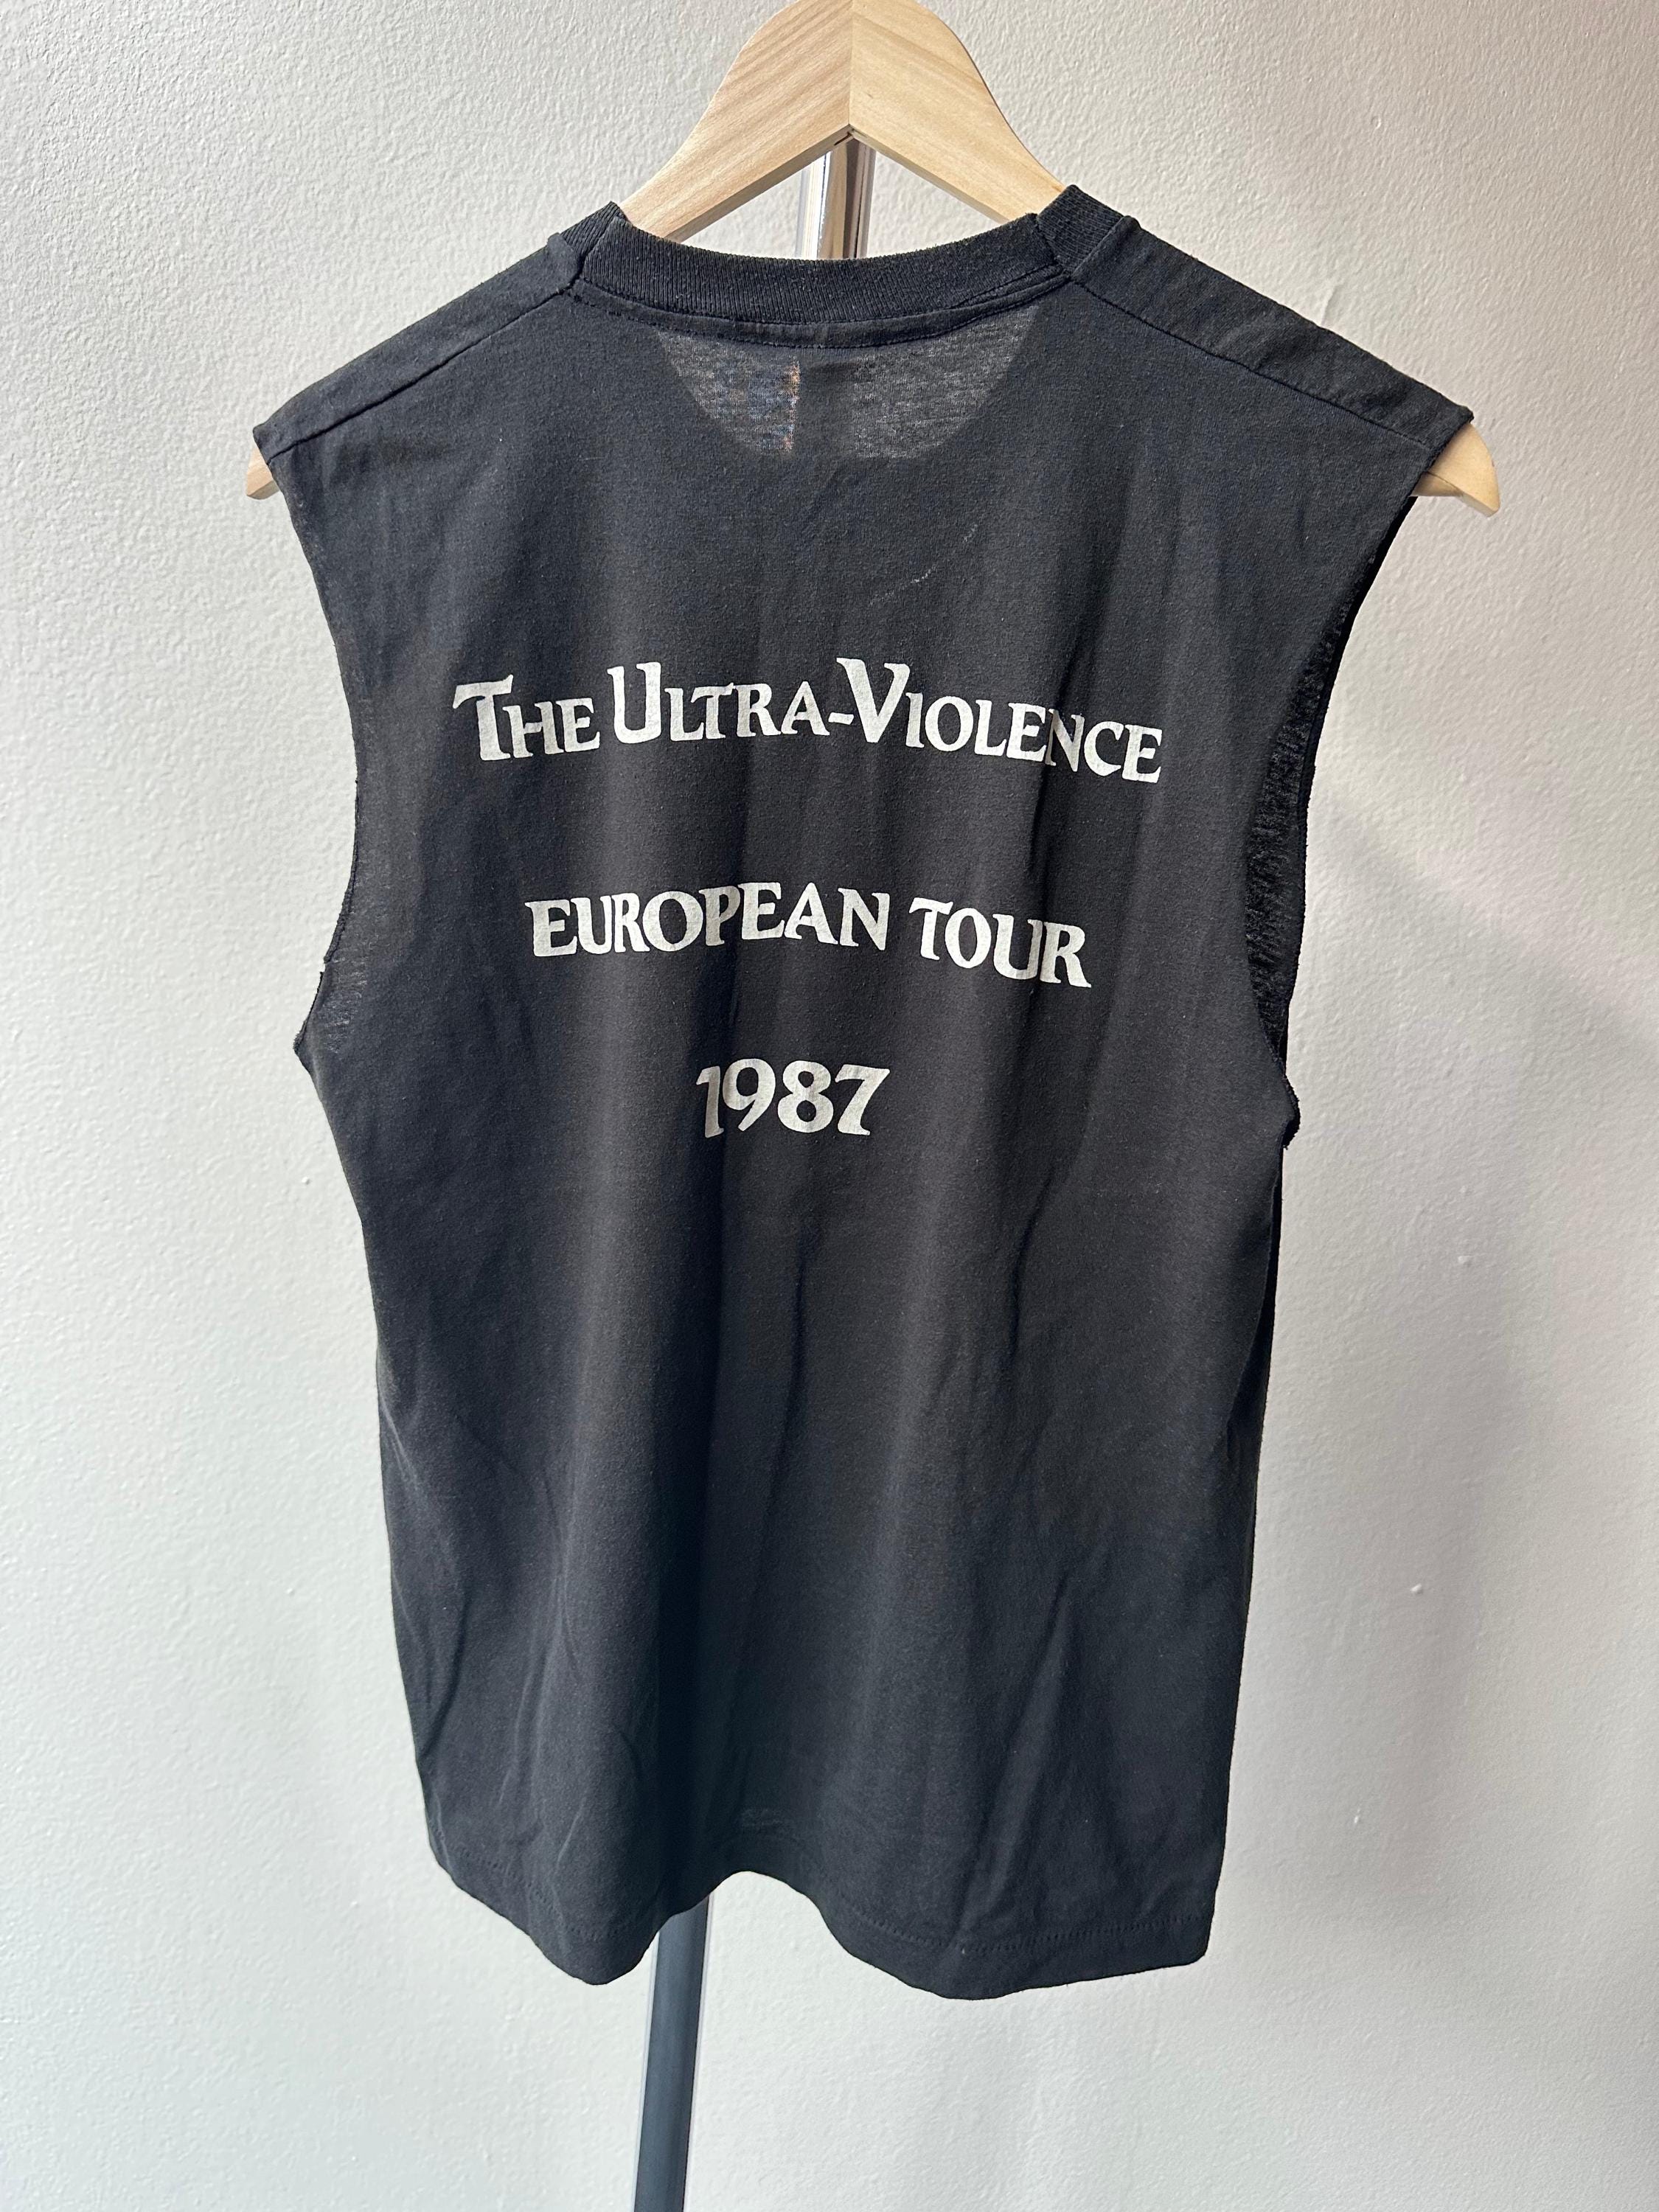 The Ultra-Violence
EUROPEAN TOUR
1987